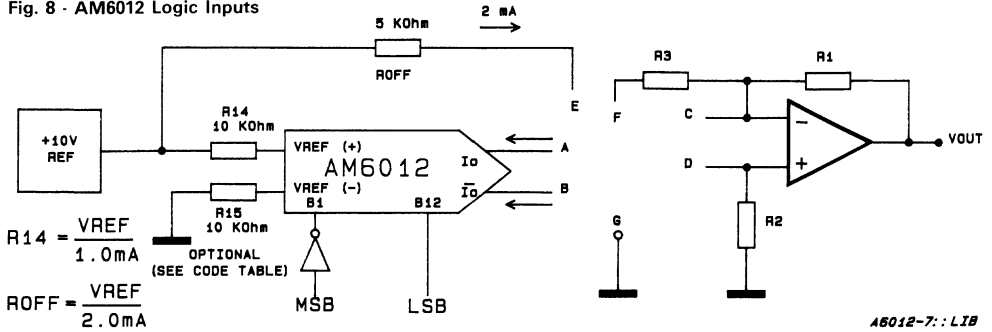 Fig. 8 - AM6012 Logic Inputs
5 KOhm
2 mA
ROFF
E
R3
R1
F
C
D
VOUT
+10V
REF
R14
10 KOhm
VREF (+)
AM6012
Io
A
VREF (-)
Io
B
B1
B12
R15
10 KOhm
R2
G
R14 = VREF
1.0mA
OPTIONAL
(SEE CODE TABLE)
MSB
LSB
ROFF = VREF
2.0mA
A6012-7::LIB